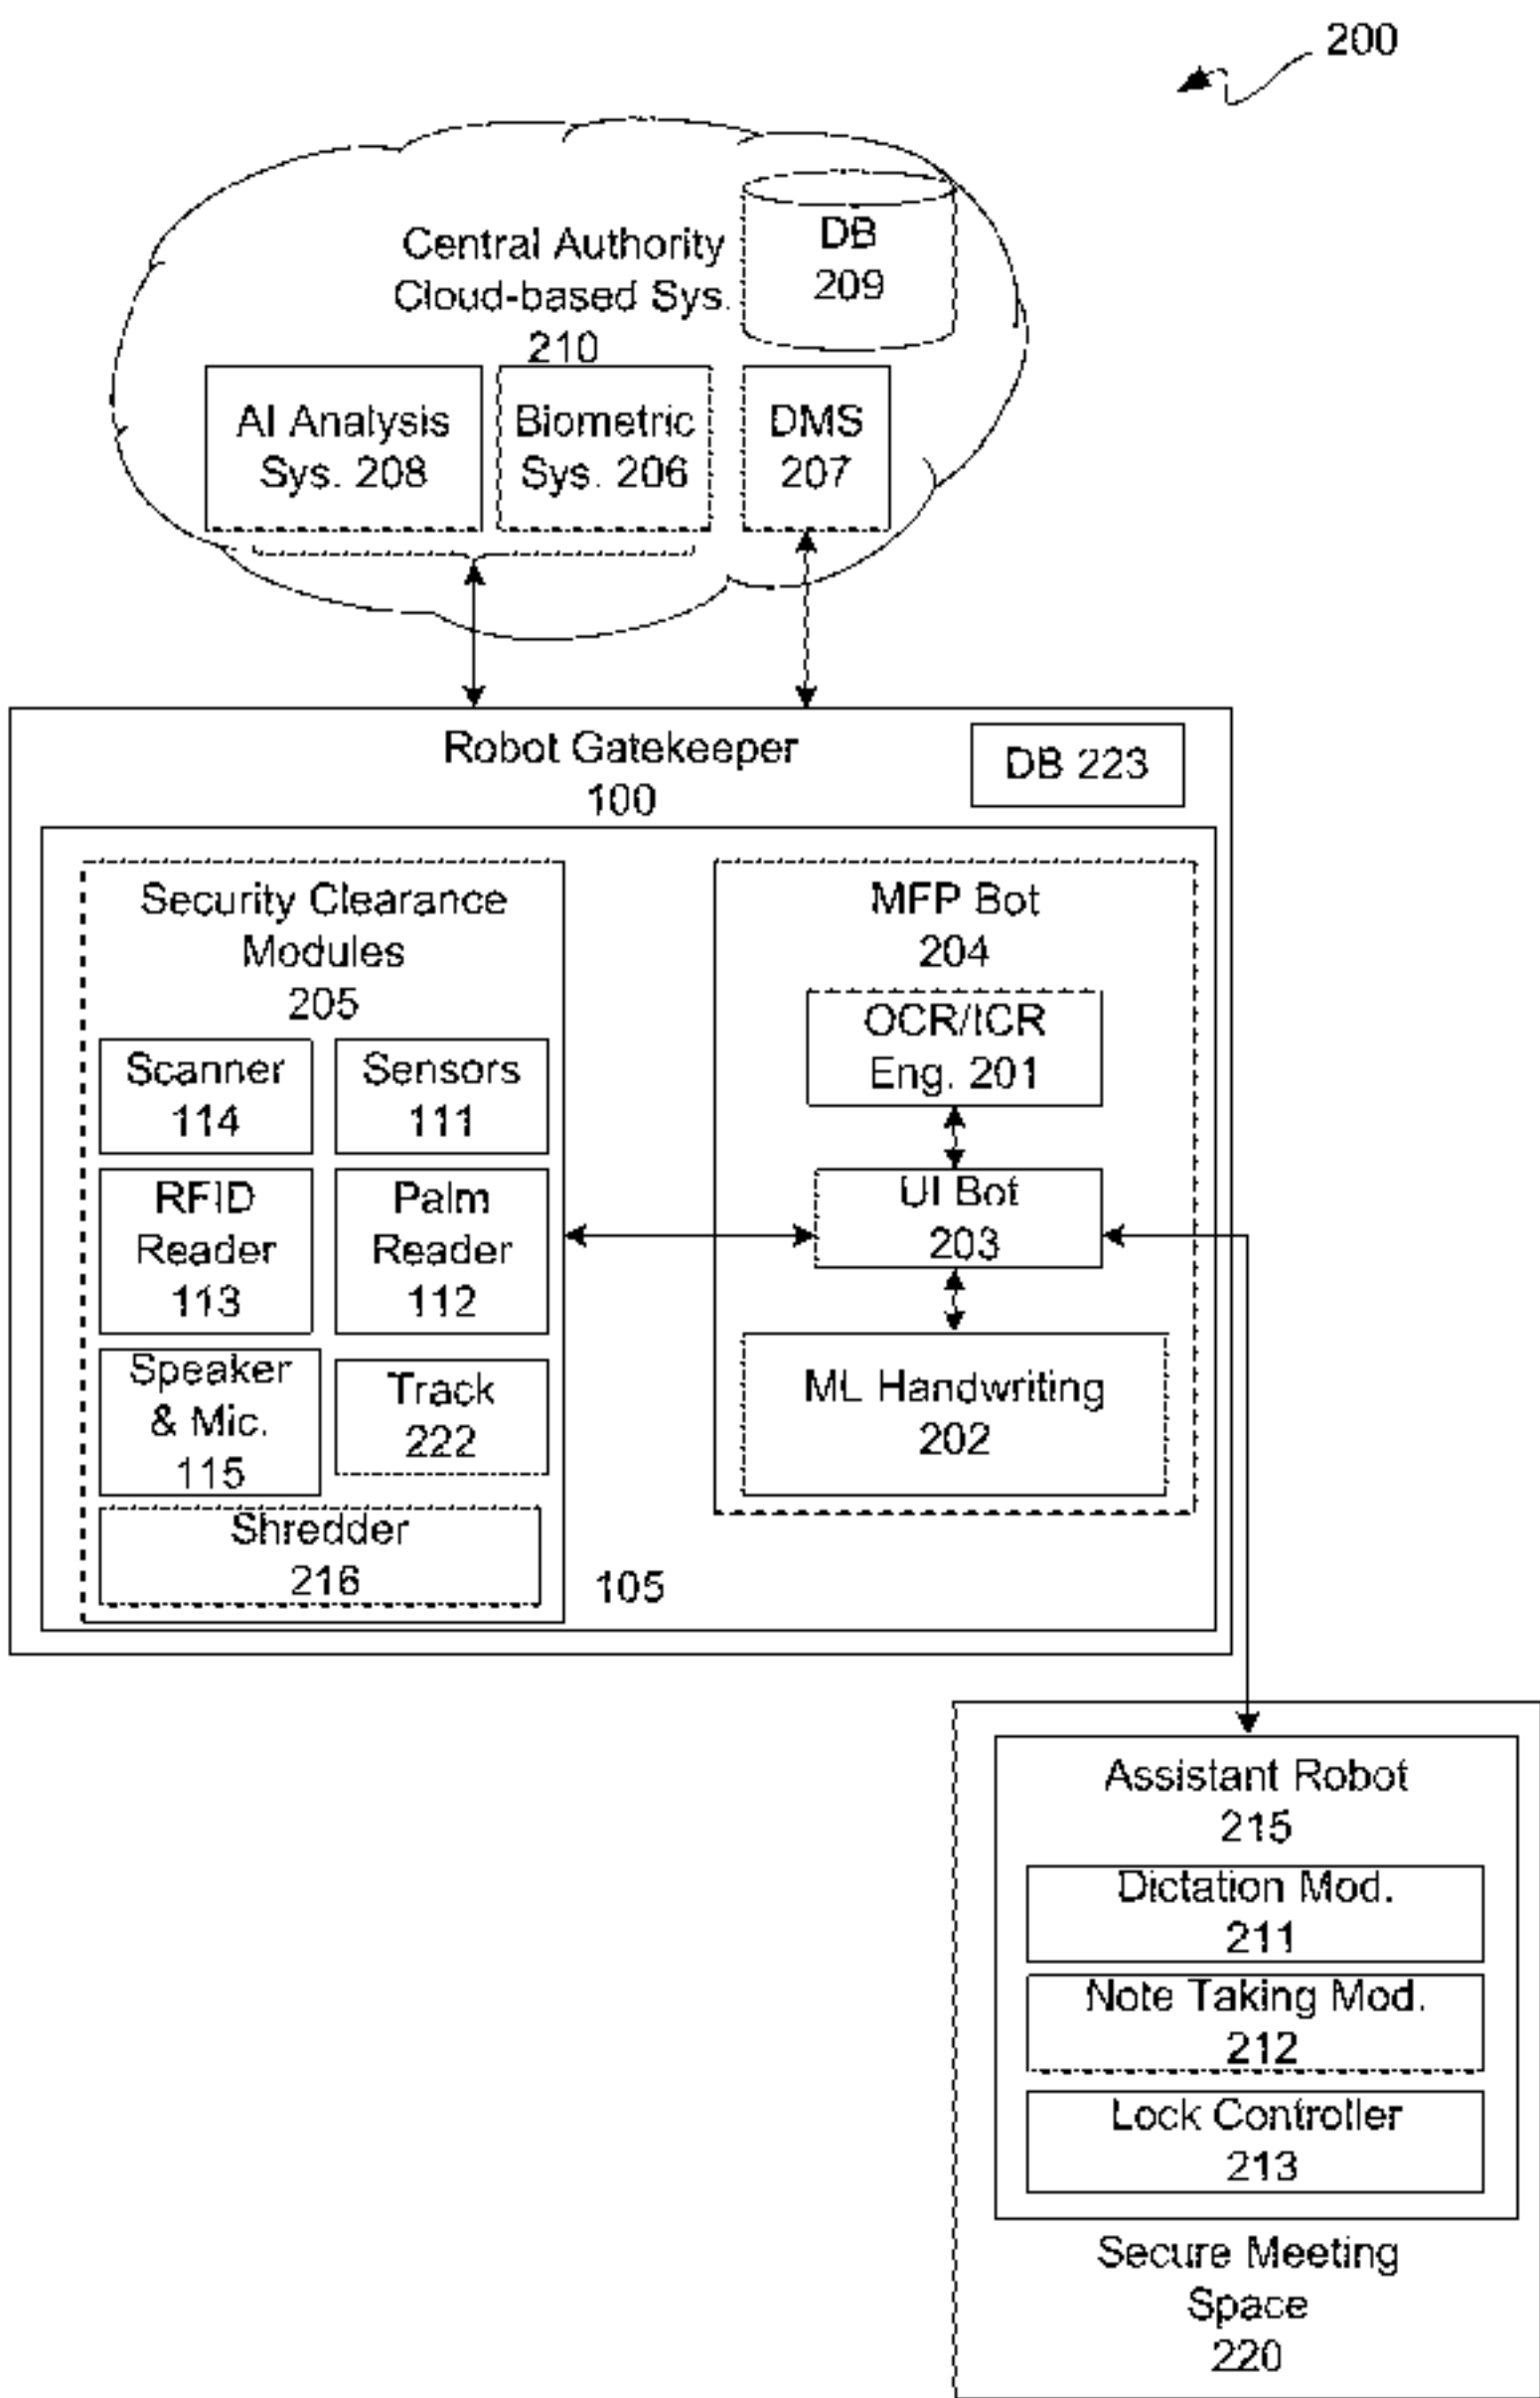 200
Central Authority
Cloud-based Sys.
210
DB
209
AI Analysis
Sys. 208
Biometric
Sys. 206
DMS
207
Robot Gatekeeper
100
DB 223
Security Clearance
Modules
205
Scanner
114
Sensors
111
RFID
Reader
113
Palm
Reader
112
Speaker
& Mic.
115
Track
222
Shredder
216
MFP Bot
204
OCR/ICR
Eng. 201
UI Bot
203
ML Handwriting
202
105
Assistant Robot
215
Dictation Mod.
211
Note Taking Mod.
212
Lock Controller
213
Secure Meeting
Space
220